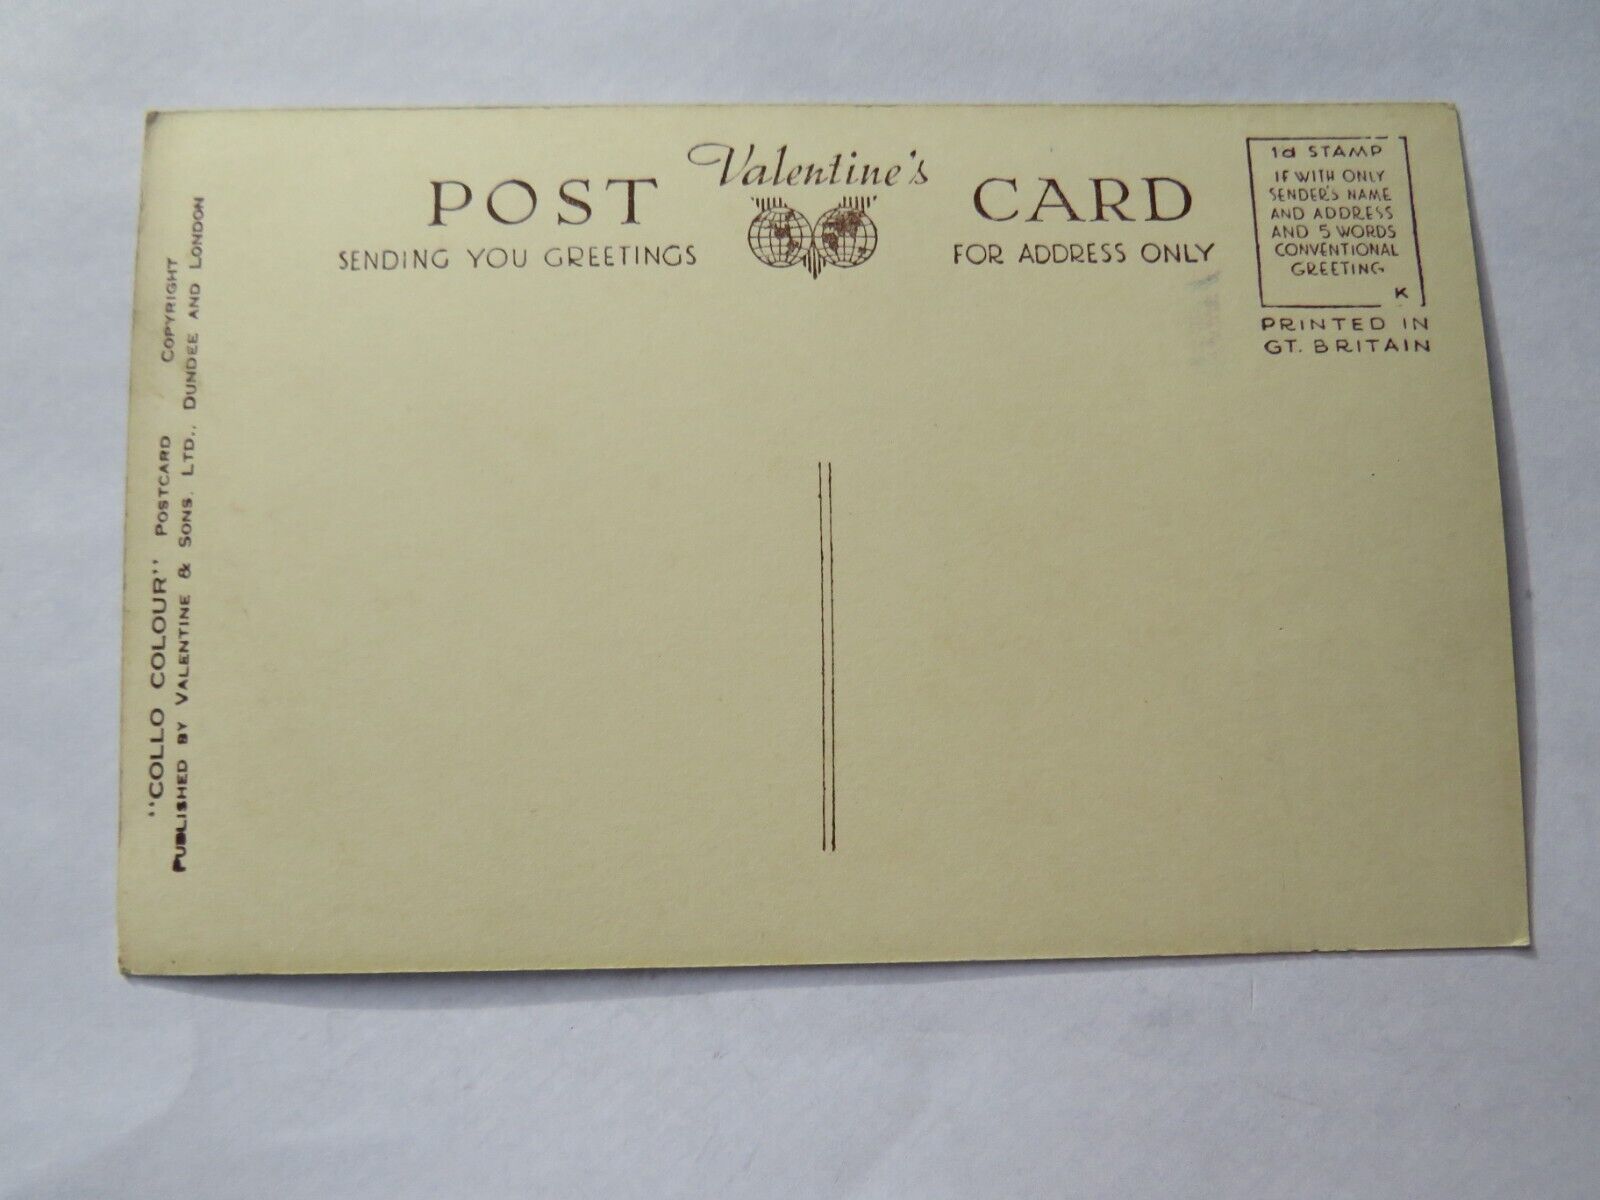 Valentine's
POST CARD
SENDING YOU GREETINGS
FOR ADDRESS ONLY
1d STAMP
IF WITH ONLY
SENDER'S NAME
AND ADDRESS
AND 5 WORDS
CONVENTIONAL
GREETING
K
PRINTED IN
GT. BRITAIN
"COLLO COLOUR" POSTCARD COPYRIGHT
PUBLISHED BY VALENTINE & SONS. LTD., DUNDEE AND LONDON